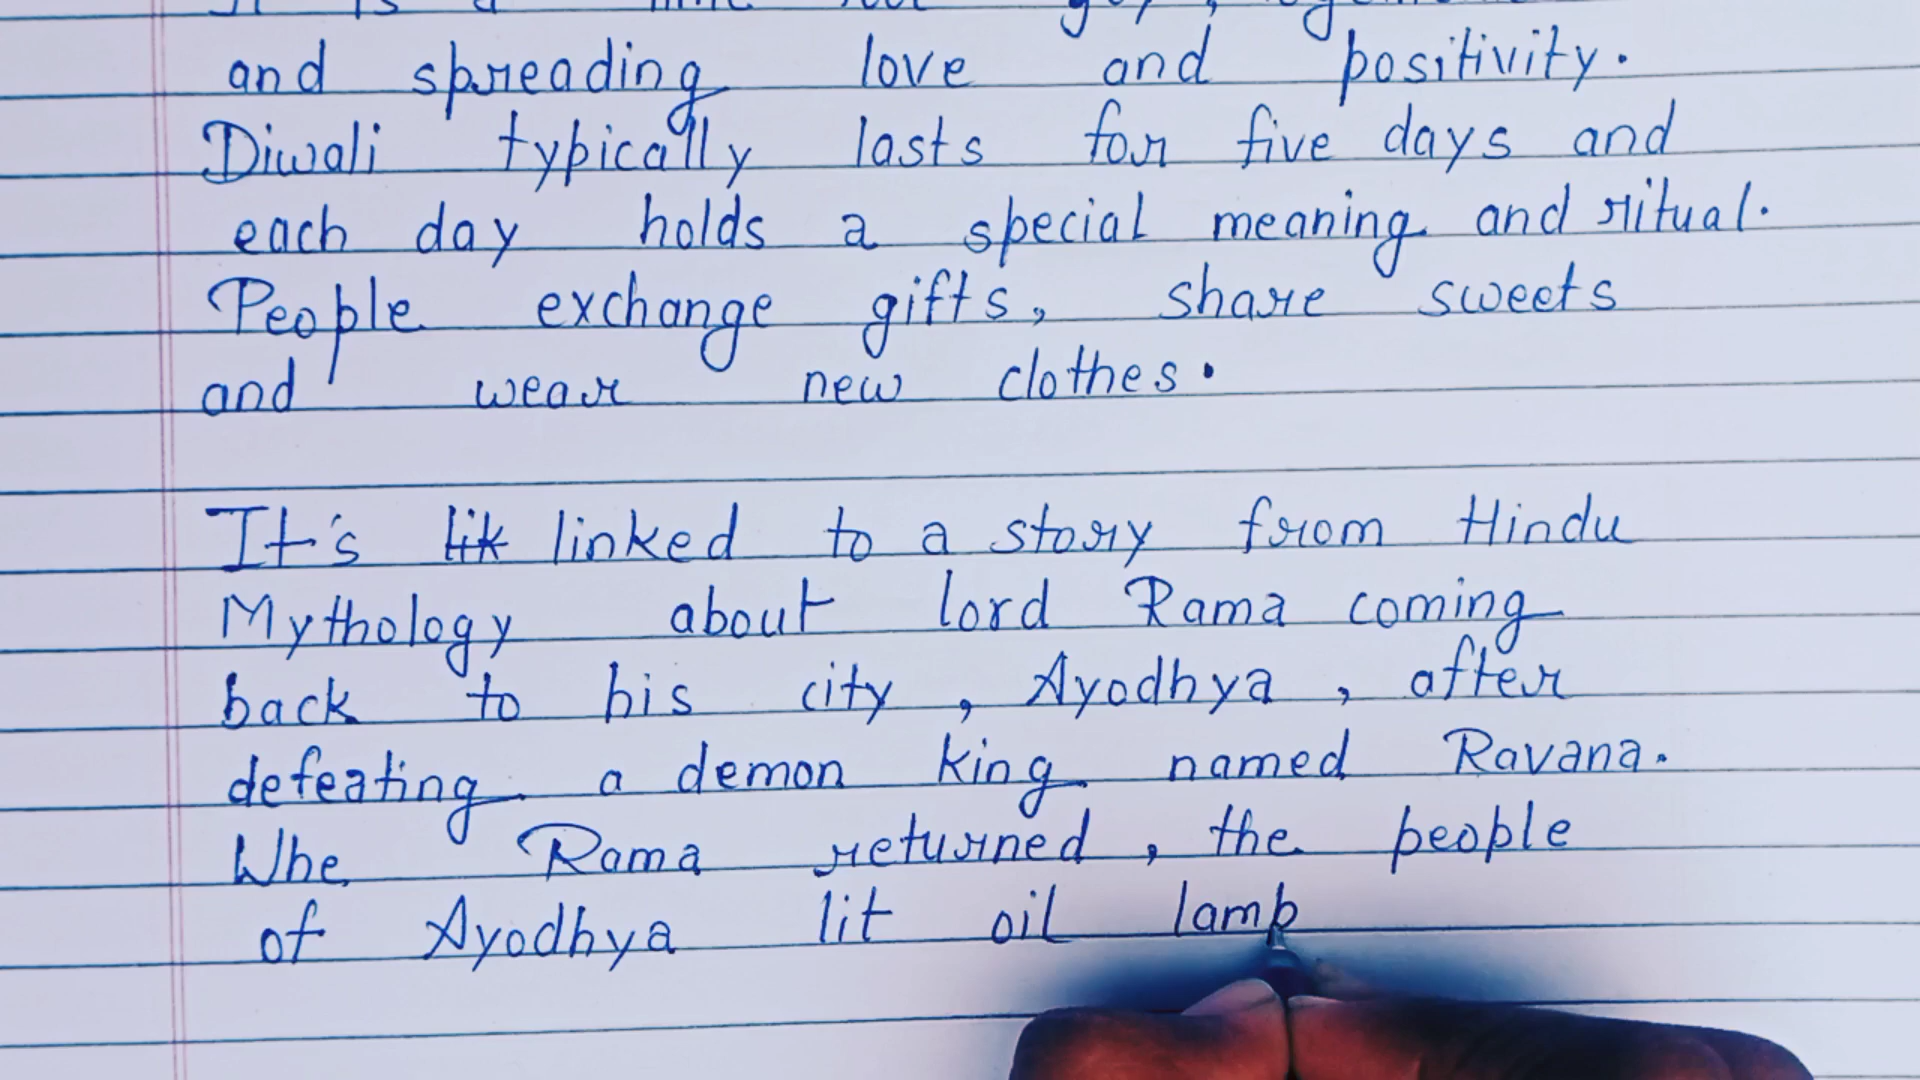 It is a
and spreading love and positivity.
Diwali typically lasts for five days and
each day holds a special meaning and ritual.
People exchange gifts, share sweets
and wear new clothes.
It's lik linked to a story from Hindu
Mythology about lord Rama coming
back to his city, Ayodhya, after
defeating a demon king named Ravana.
Whe Rama returned, the people
of Ayodhya lit oil lamp